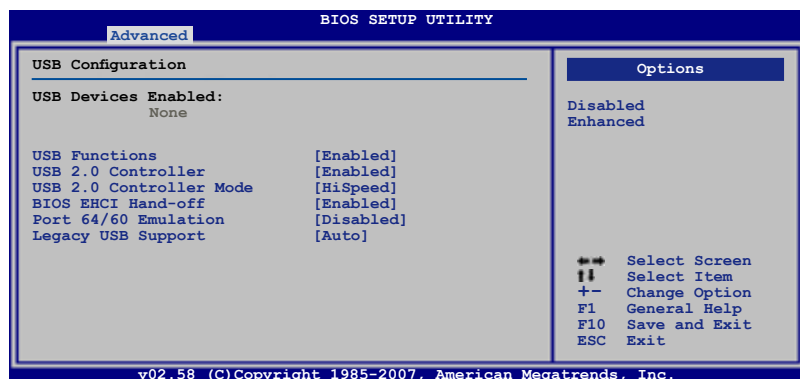 BIOS SETUP UTILITY
Advanced
USB Configuration
USB Devices Enabled:
None
USB Functions [Enabled]
USB 2.0 Controller [Enabled]
USB 2.0 Controller Mode [HiSpeed]
BIOS EHCI Hand-off [Enabled]
Port 64/60 Emulation [Disabled]
Legacy USB Support [Auto]
Options
Disabled
Enhanced
←→ Select Screen
↑↓ Select Item
+- Change Option
F1 General Help
F10 Save and Exit
ESC Exit
v02.58 (C)Copyright 1985-2007, American Megatrends, Inc.